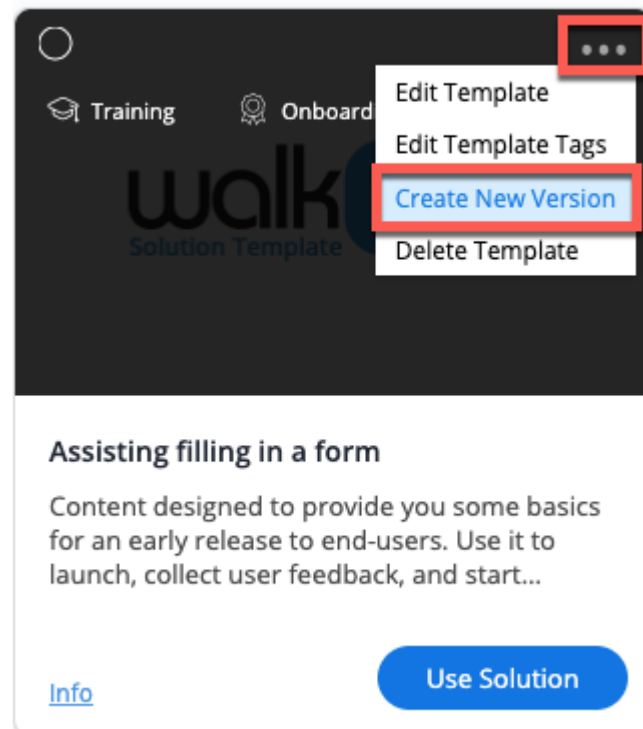 Training
Onboard
Edit Template
Edit Template Tags
Create New Version
Delete Template
walk
Solution Template
Assisting filling in a form
Content designed to provide you some basics
for an early release to end-users. Use it to
launch, collect user feedback, and start...
Info
Use Solution